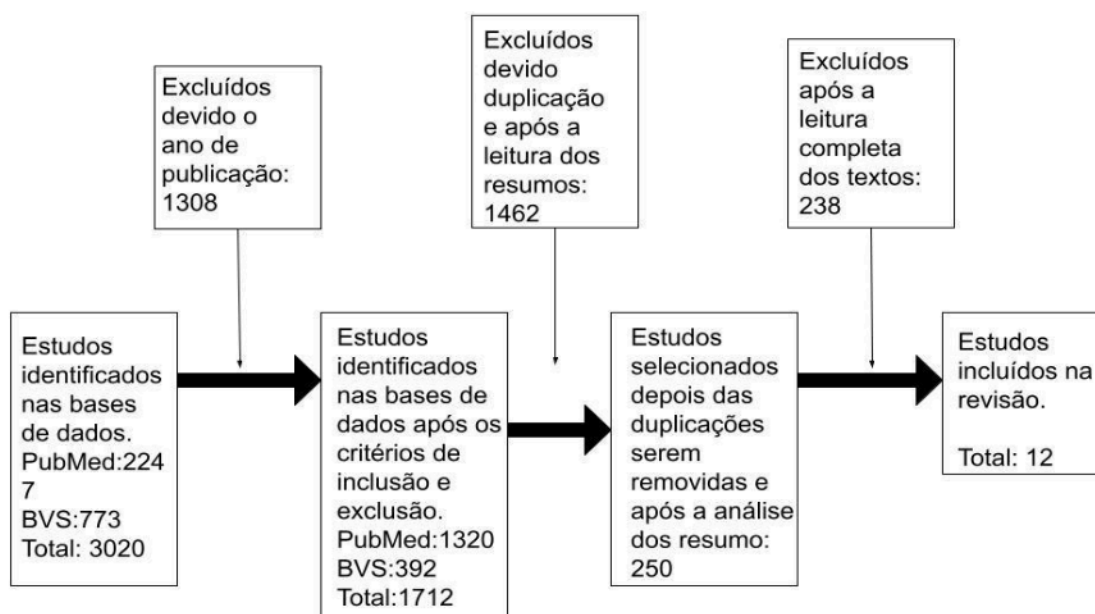 Excluídos
devido o
ano de
publicação:
1308
Excluídos
devido
duplicação
e após a
leitura dos
resumos:
1462
Excluídos
após a
leitura
completa
dos textos:
238
Estudos
identificados
nas bases
de dados.
PubMed:224
7
BVS:773
Total: 3020
Estudos
identificados
nas bases de
dados após os
critérios de
inclusão e
exclusão.
PubMed:1320
BVS:392
Total:1712
Estudos
selecionados
depois das
duplicações
serem
removidas e
após a análise
dos resumo:
250
Estudos
incluídos na
revisão.
Total: 12